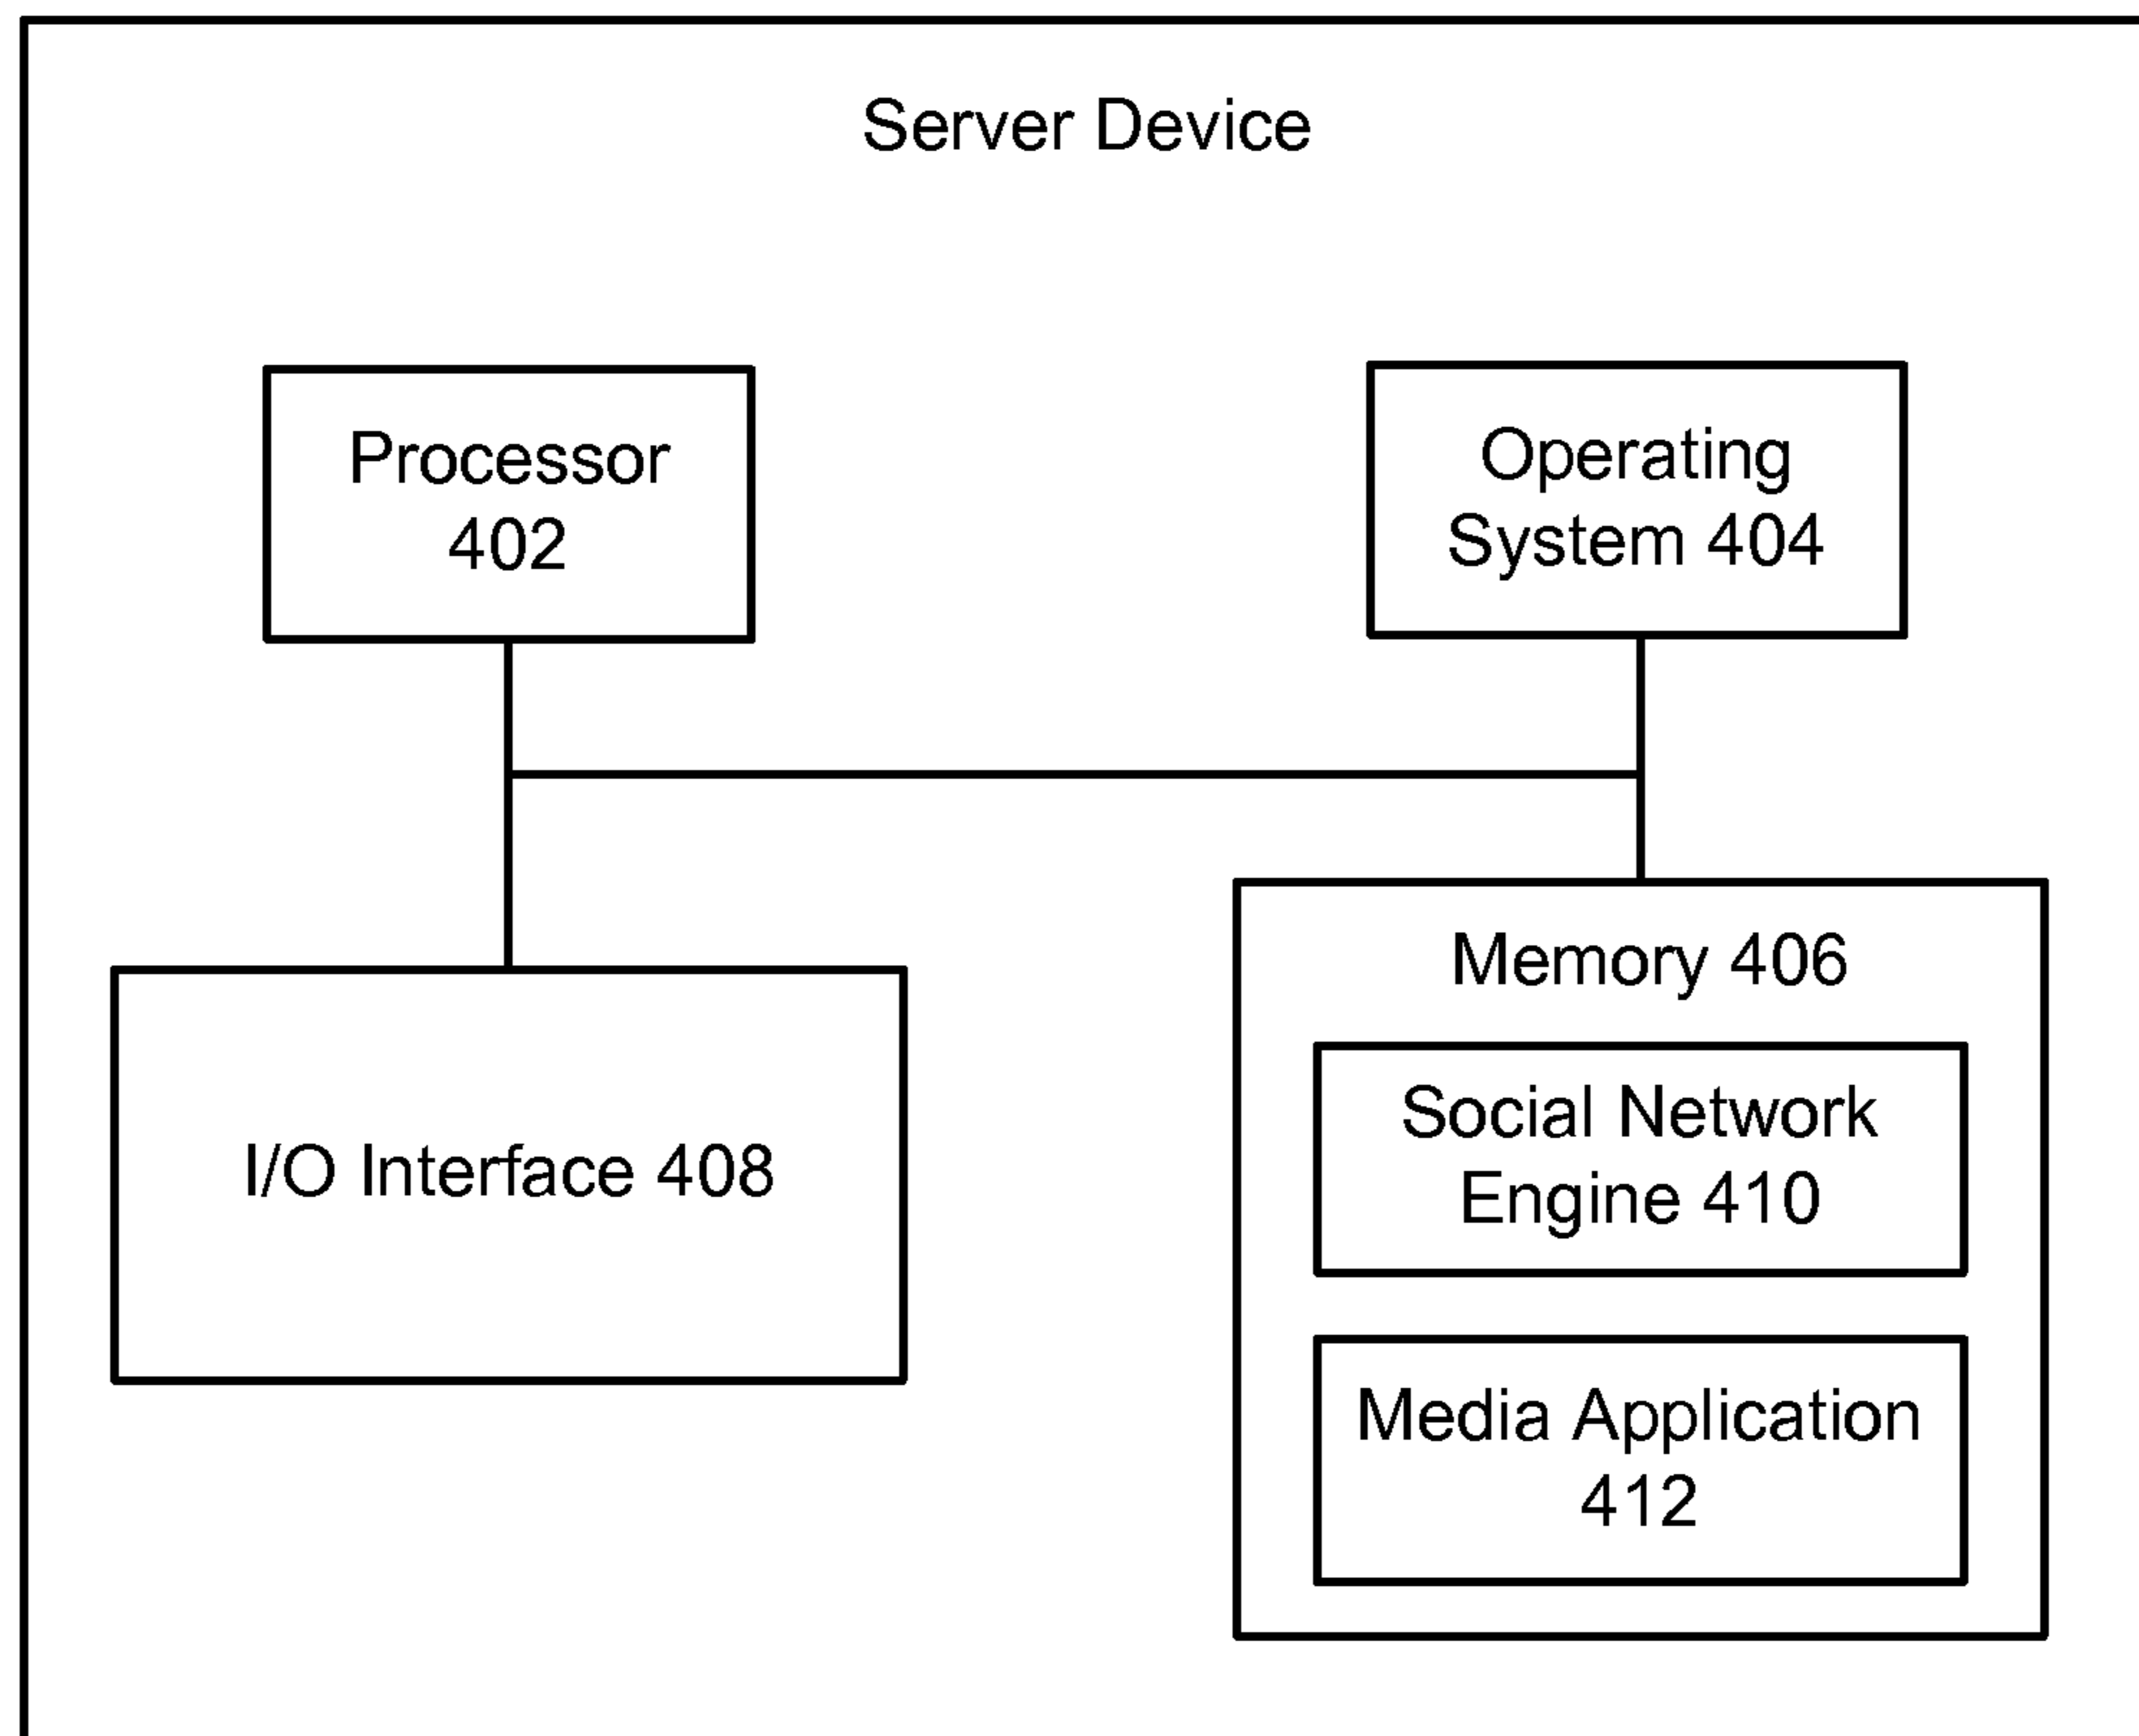 Server Device
Processor
402
Operating
System 404
Memory 406
Social Network
Engine 410
I/O Interface 408
Media Application
412